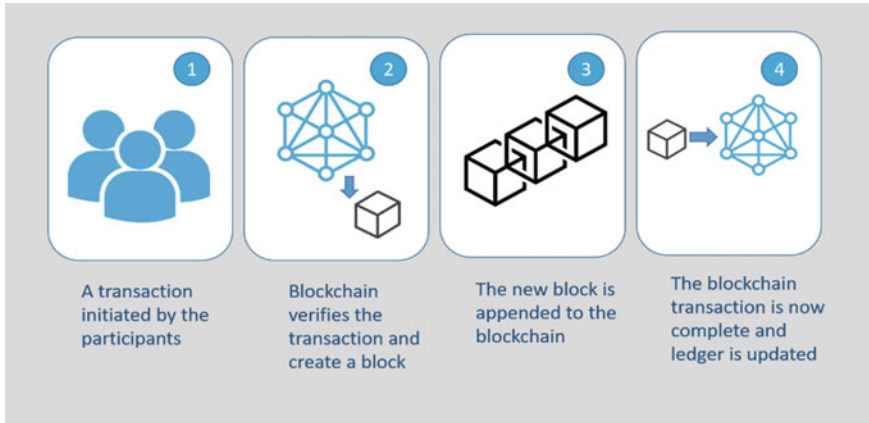 1
2
3
4
A transaction
initiated by the
participants
Blockchain
verifies the
transaction and
create a block
The new block is
appended to the
blockchain
The blockchain
transaction is now
complete and
ledger is updated